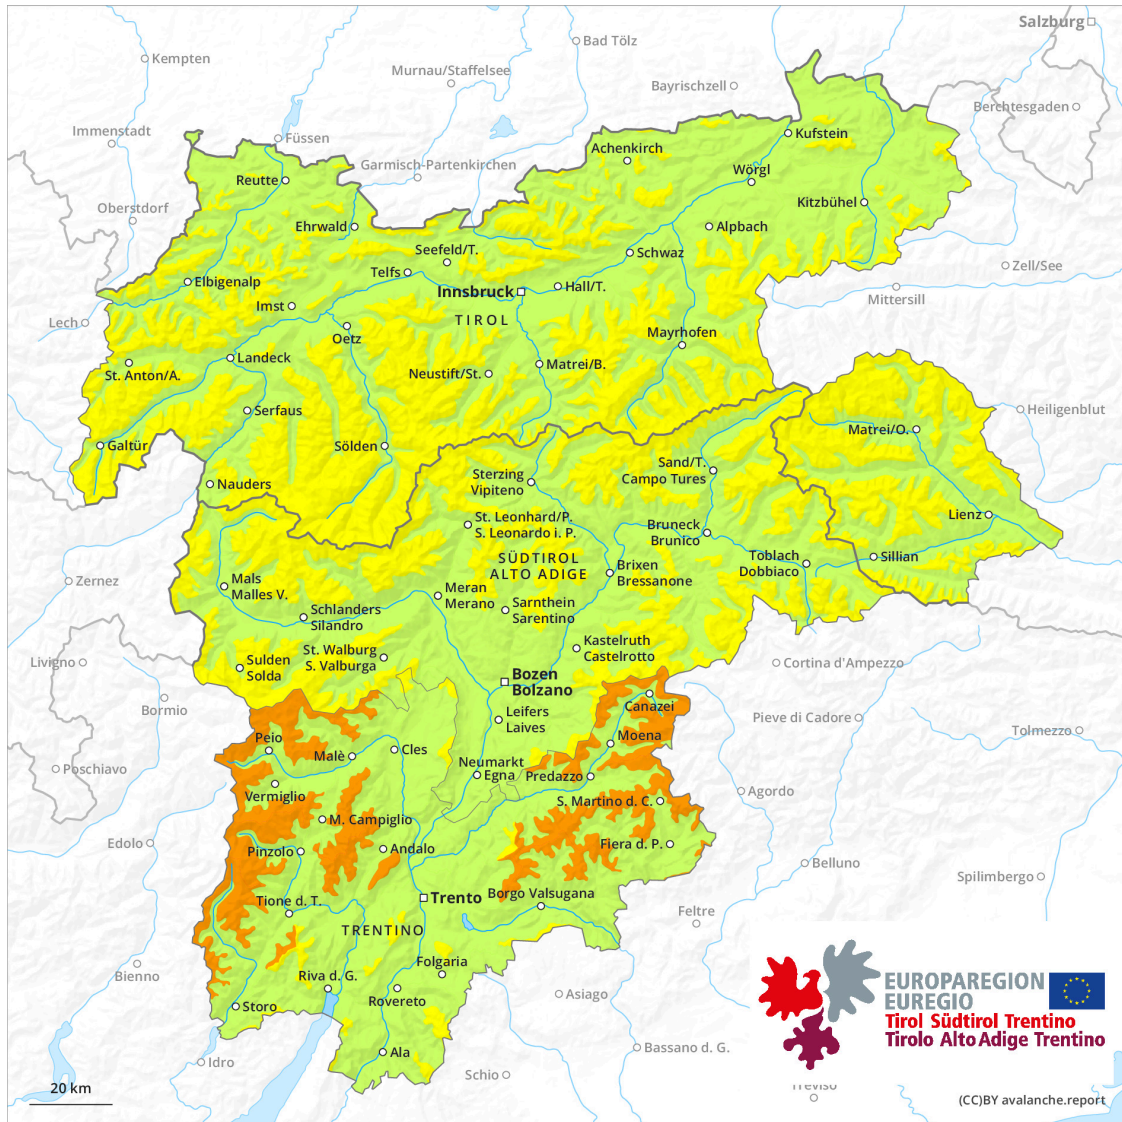 Salzburg
Bad Tölz
Kempten
Murnau/Staffelsee
Bayrischzell
Berchtesgaden
Immenstadt
Füssen
Kufstein
Achenkirch
Garmisch-Partenkirchen
Wörgl
Reutte
Oberstdorf
Kitzbühel
Ehrwald
Alpbach
Seefeld/T.
Schwaz
Zell/See
Telfs
Elbigenalp
Hall/T.
Innsbruck
Mittersill
Imst
TIROL
Lech
Oetz
Mayrhofen
Landeck
Matrei/B.
St. Anton/A.
Neustift/St.
Serfaus
Heiligenblut
Matrei/O.
Galtür
Sölden
Sand/T.
Campo Tures
Sterzing
Vipiteno
Nauders
Lienz
St. Leonhard/P.
S. Leonardo i. P.
Bruneck
Brunico
SÜDTIROL
ALTO ADIGE
Toblach
Dobbiaco
Sillian
Brixen
Bressanone
Zernez
Mals
Malles V.
Meran
Merano
Sarnthein
Sarentino
Schlanders
Silandro
Kastelruth
Castelrotto
St. Walburg
S. Valburga
Livigno
Sulden
Solda
Cortina d'Ampezzo
Bozen
Bolzano
Bormio
Canazei
Leifers
Laives
Pieve di Cadore
Tolmezzo
Peio
Moena
Malè
Cles
Neumarkt
Egna
Poschiavo
Predazzo
Vermiglio
Agordo
S. Martino d. C.
M. Campiglio
Edolo
Pinzolo
Andalo
Fiera d. P.
Belluno
Spilimbergo
Trento
Borgo Valsugana
Tione d. T.
Feltre
TRENTINO
Folgaria
Bienno
Riva d. G.
Rovereto
Asiago
Storo
EUROPAREGION
EUREGIO
Tirol Südtirol Trentino
Tirolo Alto Adige Trentino
Ala
Idro
Bassano d. G.
Schio
Treviso
20 km
(CC)BY avalanche.report